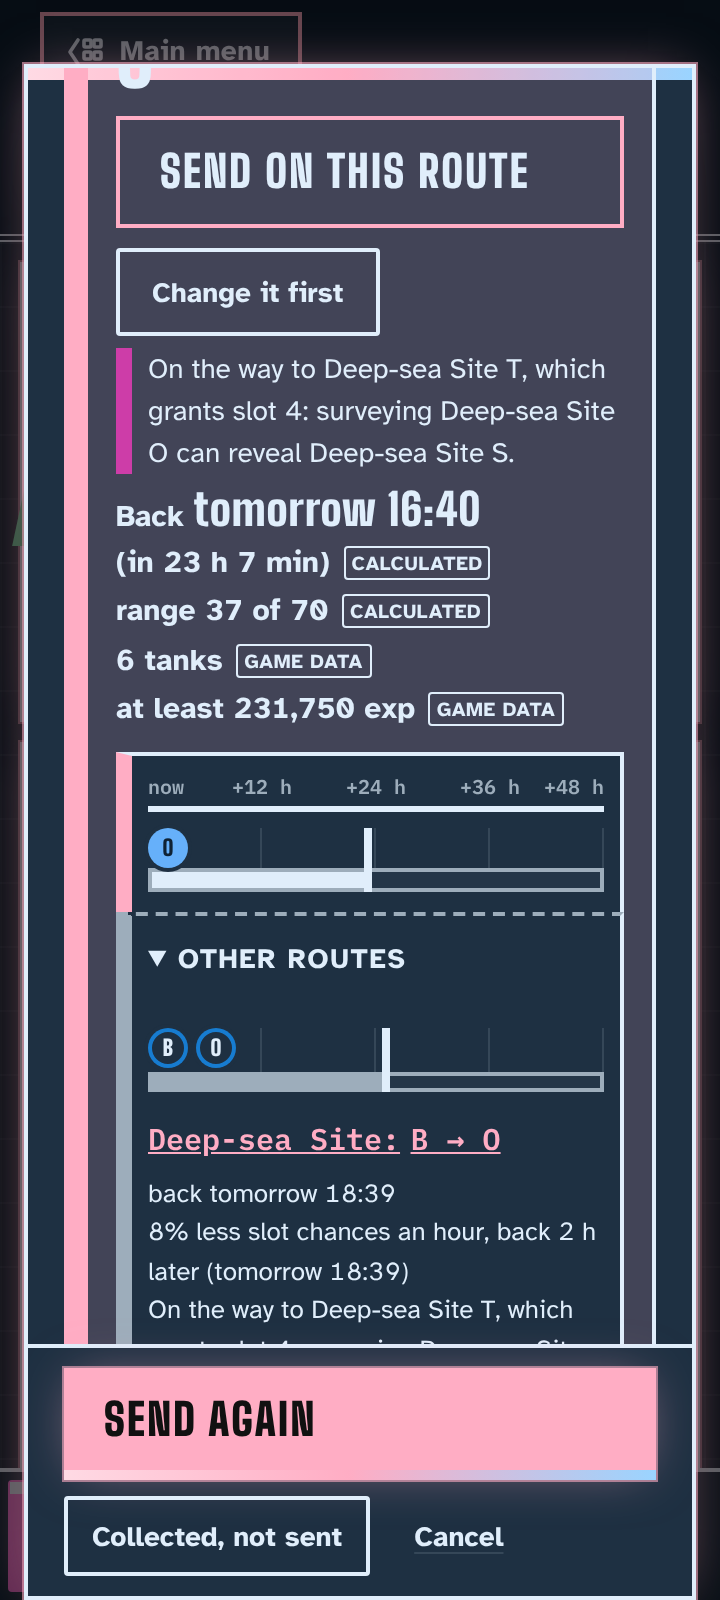 Main menu
SEND ON THIS ROUTE
Change it first
On the way to Deep-sea Site T, which
grants slot 4: surveying Deep-sea Site
O can reveal Deep-sea Site S.
Back tomorrow 16:40
(in 23 h 7 min) CALCULATED
range 37 of 70 CALCULATED
6 tanks GAME DATA
at least 231,750 exp GAME DATA
now +12 h +24 h +36 h +48 h
O
▼ OTHER ROUTES
B O
Deep-sea Site: B → O
back tomorrow 18:39
8% less slot chances an hour, back 2 h
later (tomorrow 18:39)
On the way to Deep-sea Site T, which
SEND AGAIN
Collected, not sent
Cancel